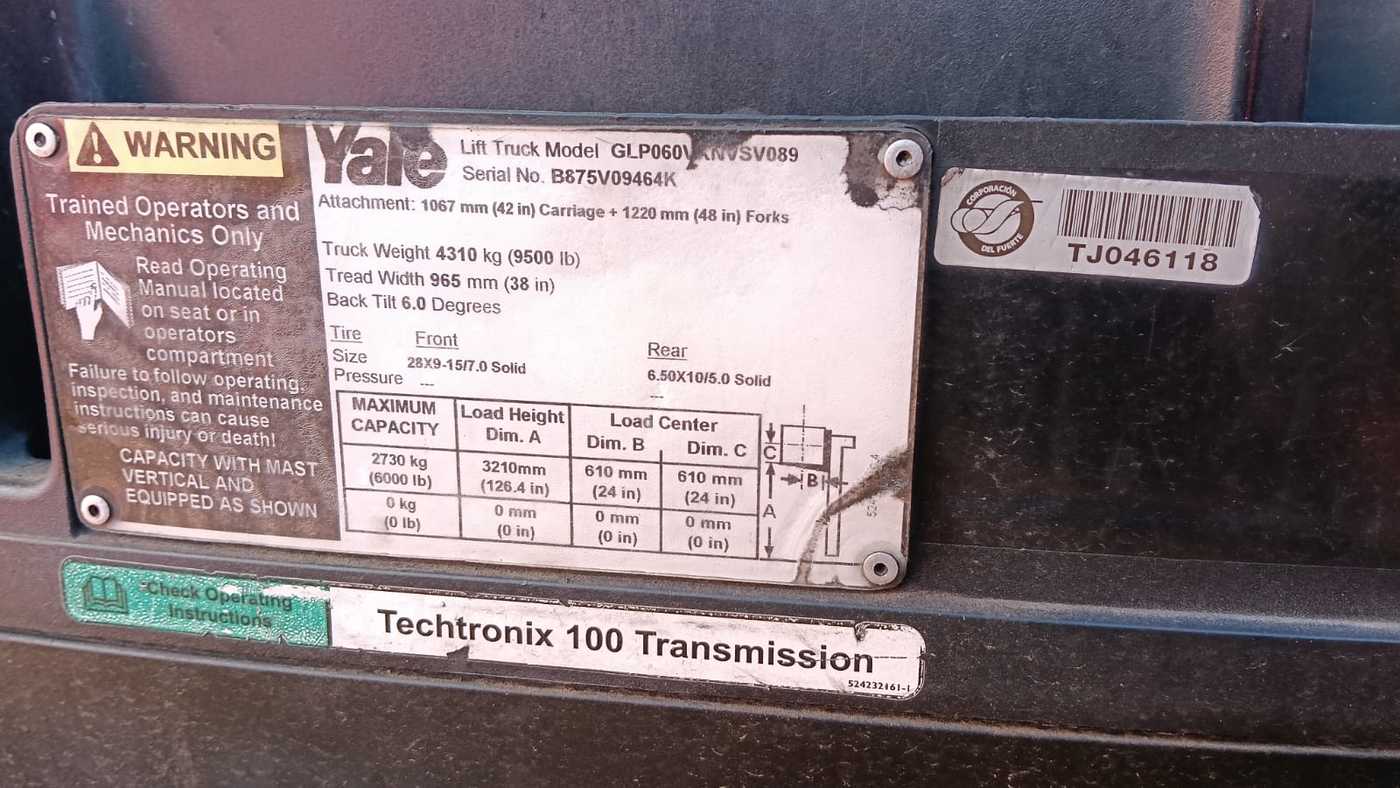 WARNING
Trained Operators and
Mechanics Only
Read Operating
Manual located
on seat or in
operators
compartment
Failure to follow operating,
inspection, and maintenance
instructions can cause
serious injury or death!
CAPACITY WITH MAST
VERTICAL AND
EQUIPPED AS SHOWN
Yale
Lift Truck Model
Serial No. B875V09464K
Attachment: 1067 mm (42 in) Carriage + 1220 mm (48 in) Forks
Truck Weight 4310 kg (9500 lb)
Tread Width 965 mm (38 in)
Back Tilt 6.0 Degrees
Tire Front Rear
Size 28X9-15/7.0 Solid 6.50X10/5.0 Solid
Pressure --- ---
MAXIMUM CAPACITY Load Height Dim. A Load Center Dim. B Dim. C
2730 kg 3210mm 610 mm 610 mm
(6000 lb) (126.4 in) (24 in) (24 in)
0 kg 0 mm 0 mm 0 mm
(0 lb) (0 in) (0 in) (0 in)
C
B
A
CORPORACIÓN
DEL FUERTE
TJ046118
Check Operating
Instructions
Techtronix 100 Transmission
524232161-1